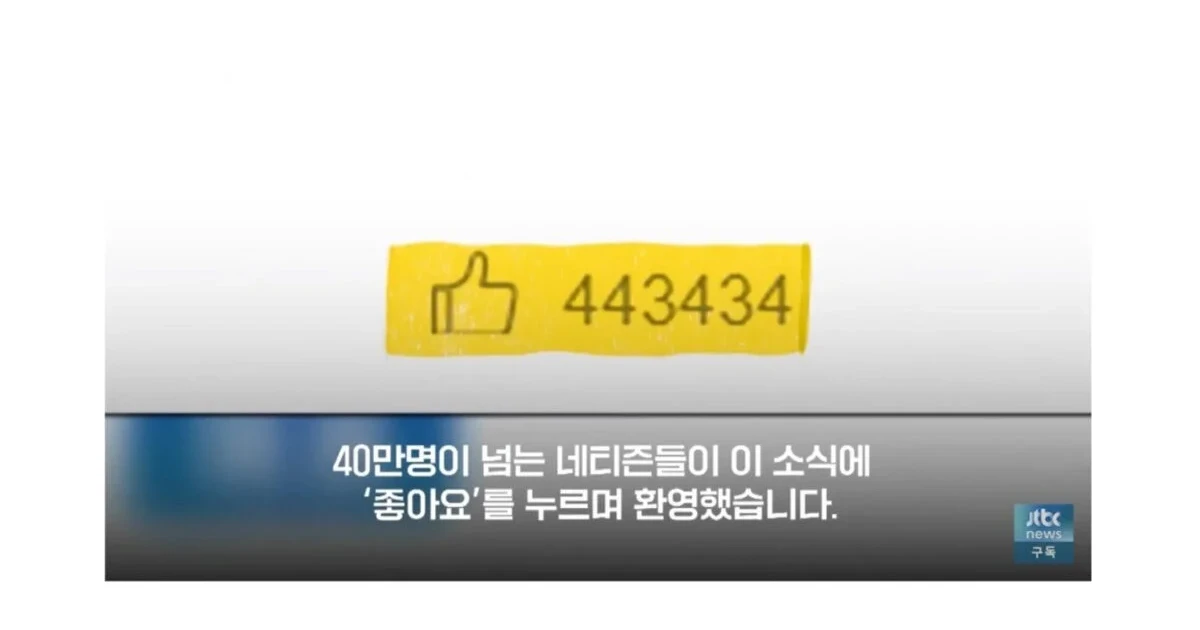 443434
40만명이 넘는 네티즌들이 이 소식에
‘좋아요’를 누르며 환영했습니다.
jtbc
news
구독